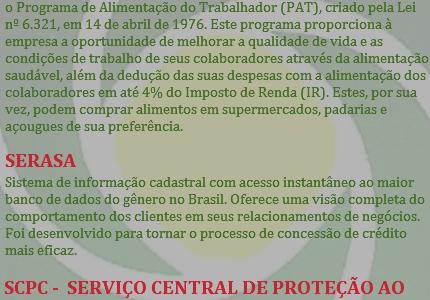 o Programa de Alimentação do Trabalhador (PAT), criado pela Lei
nº 6.321, em 14 de abril de 1976. Este programa proporciona à
empresa a oportunidade de melhorar a qualidade de vida e as
condições de trabalho de seus colaboradores através da alimentação
saudável, além da dedução das suas despesas com a alimentação dos
colaboradores em até 4% do Imposto de Renda (IR). Estes, por sua
vez, podem comprar alimentos em supermercados, padarias e
açougues de sua preferência.
SERASA
Sistema de informação cadastral com acesso instantâneo ao maior
banco de dados do gênero no Brasil. Oferece uma visão completa do
comportamento dos clientes em seus relacionamentos de negócios.
Foi desenvolvido para tornar o processo de concessão de crédito
mais eficaz.
SCPC - SERVIÇO CENTRAL DE PROTEÇÃO AO